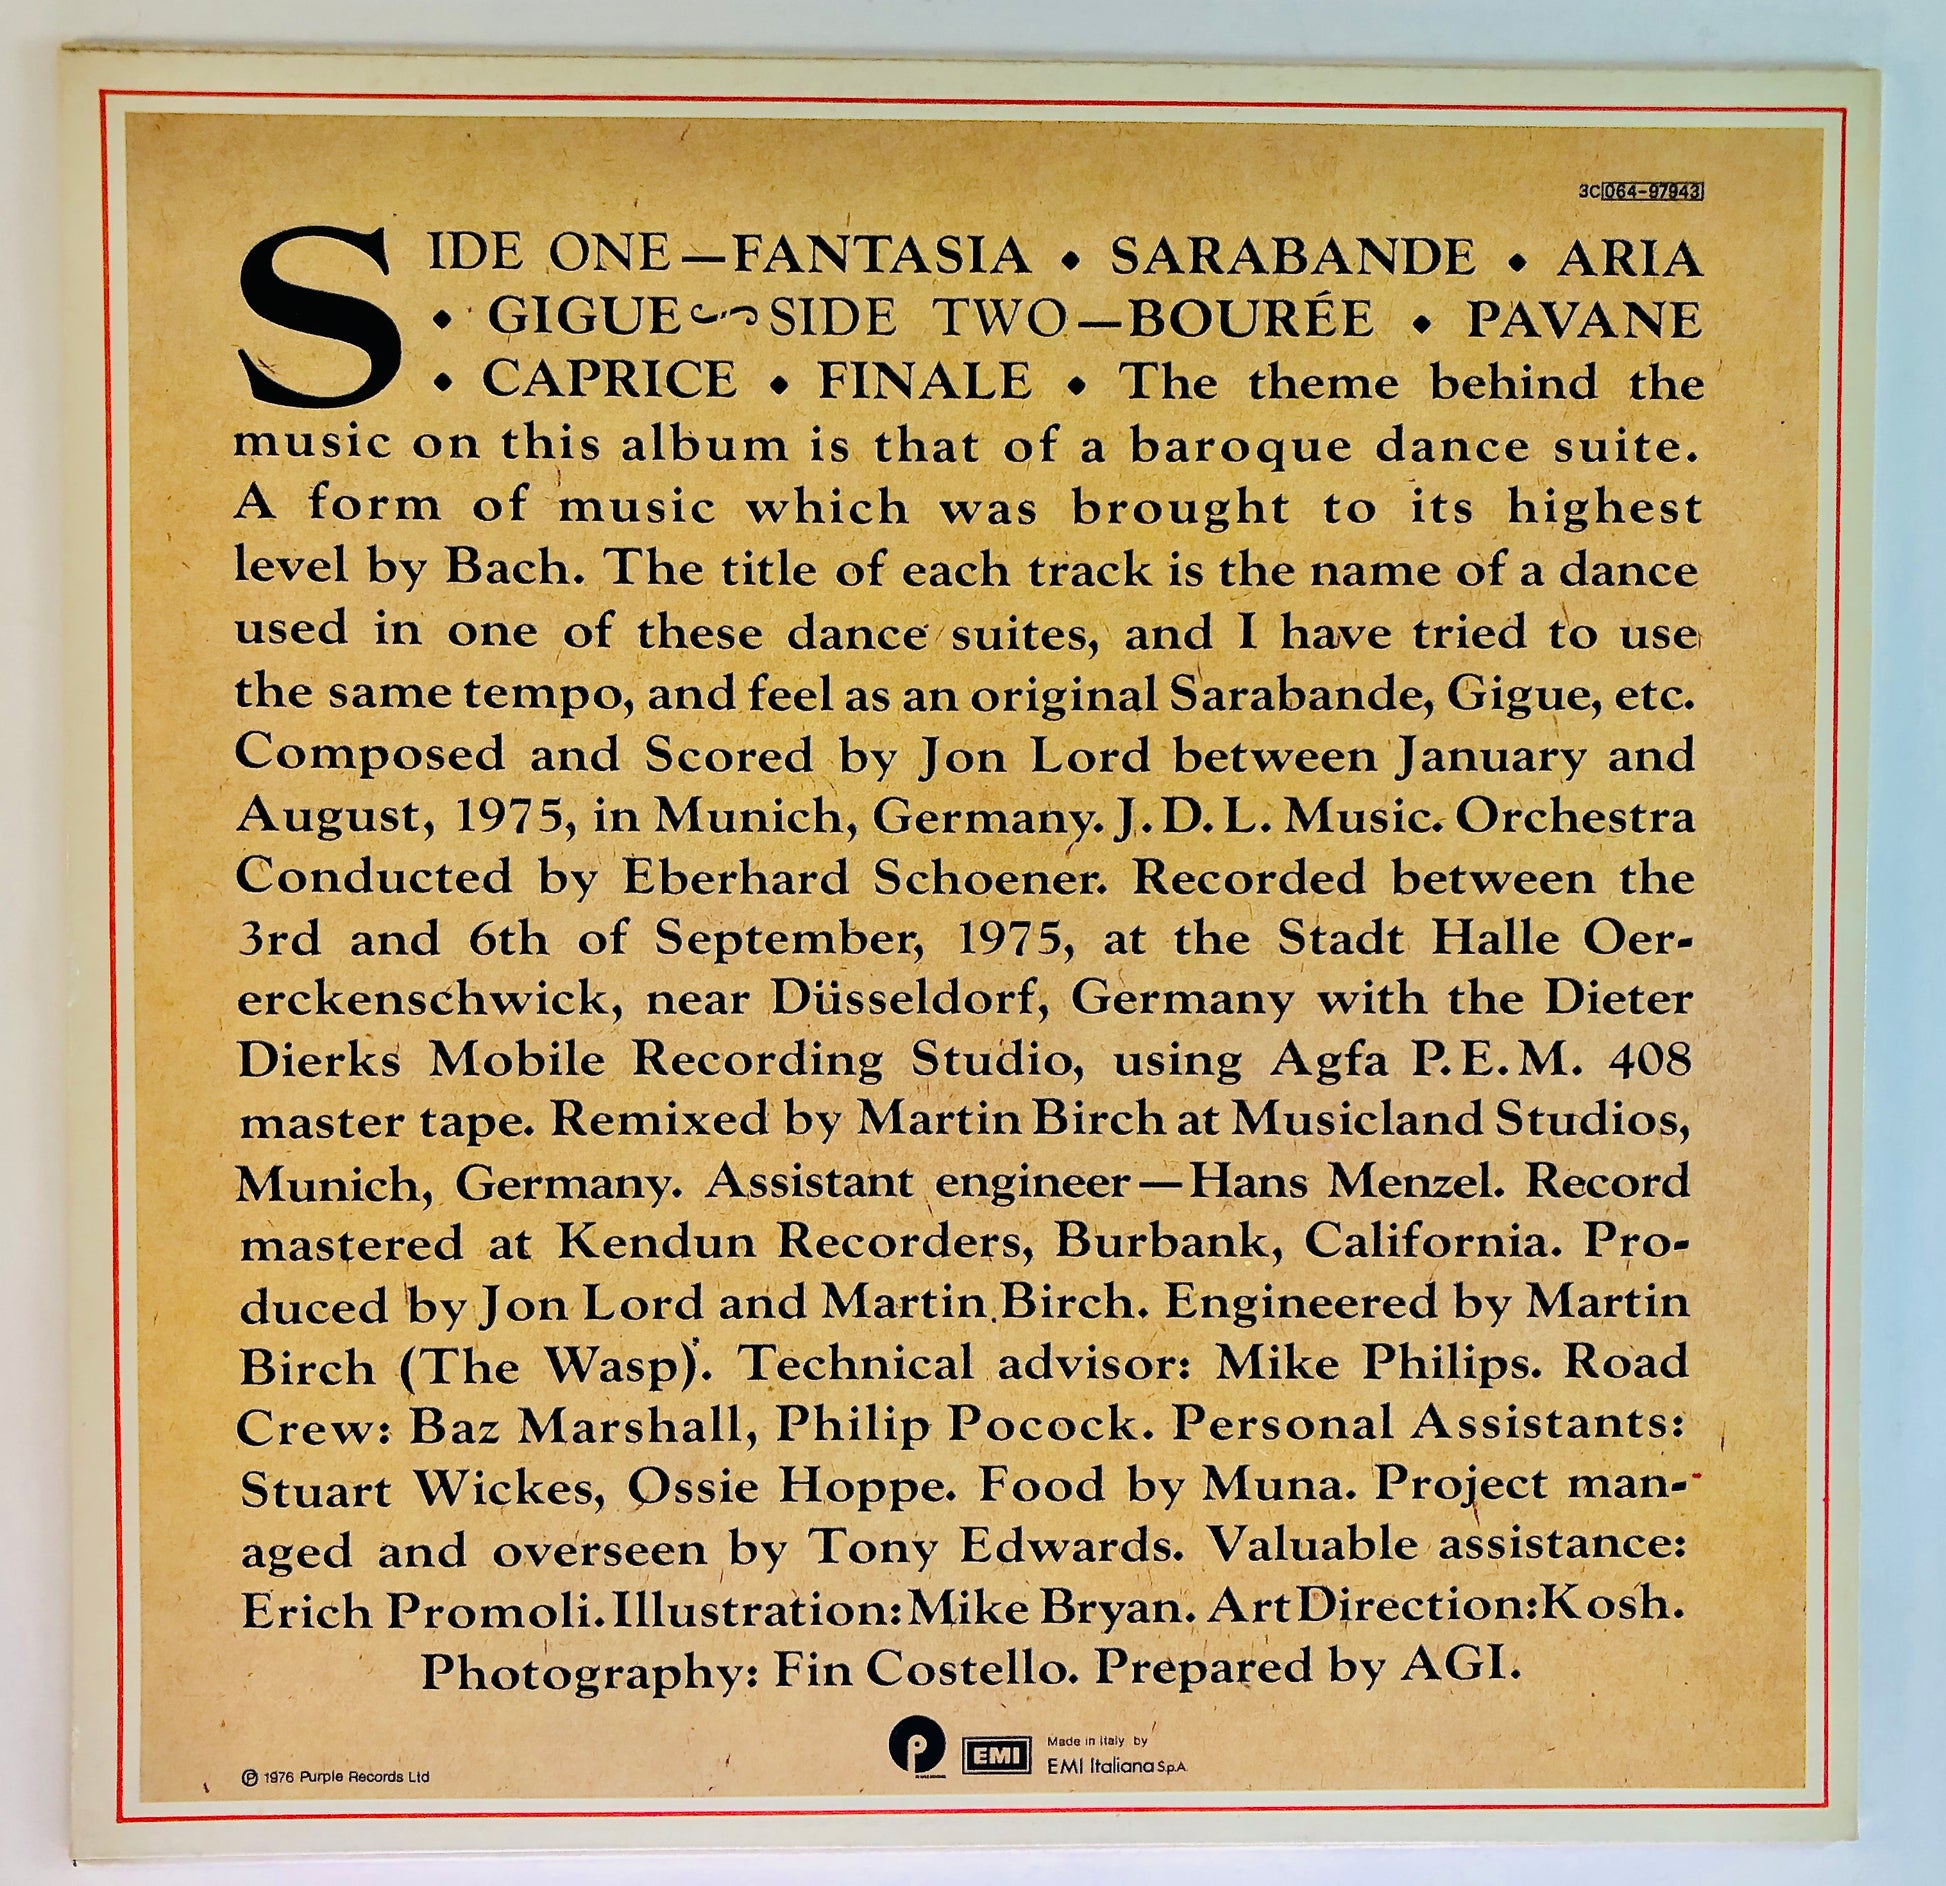 3C 064-97943
SIDE ONE—FANTASIA • SARABANDE • ARIA
• GIGUE SIDE TWO—BOURÉE • PAVANE
• CAPRICE • FINALE • The theme behind the
music on this album is that of a baroque dance suite.
A form of music which was brought to its highest
level by Bach. The title of each track is the name of a dance
used in one of these dance suites, and I have tried to use
the same tempo, and feel as an original Sarabande, Gigue, etc.
Composed and Scored by Jon Lord between January and
August, 1975, in Munich, Germany. J.D.L. Music. Orchestra
Conducted by Eberhard Schoener. Recorded between the
3rd and 6th of September, 1975, at the Stadt Halle Oer-
erckenschwick, near Düsseldorf, Germany with the Dieter
Dierks Mobile Recording Studio, using Agfa P.E.M. 408
master tape. Remixed by Martin Birch at Musicland Studios,
Munich, Germany. Assistant engineer—Hans Menzel. Record
mastered at Kendun Recorders, Burbank, California. Pro-
duced by Jon Lord and Martin Birch. Engineered by Martin
Birch (The Wasp). Technical advisor: Mike Philips. Road
Crew: Baz Marshall, Philip Pocock. Personal Assistants:
Stuart Wickes, Ossie Hoppe. Food by Muna. Project man-
aged and overseen by Tony Edwards. Valuable assistance:
Erich Promoli. Illustration: Mike Bryan. Art Direction: Kosh.
Photography: Fin Costello. Prepared by AGI.
℗ 1976 Purple Records Ltd
P
EMI
Made in Italy by
EMI Italiana S.p.A.